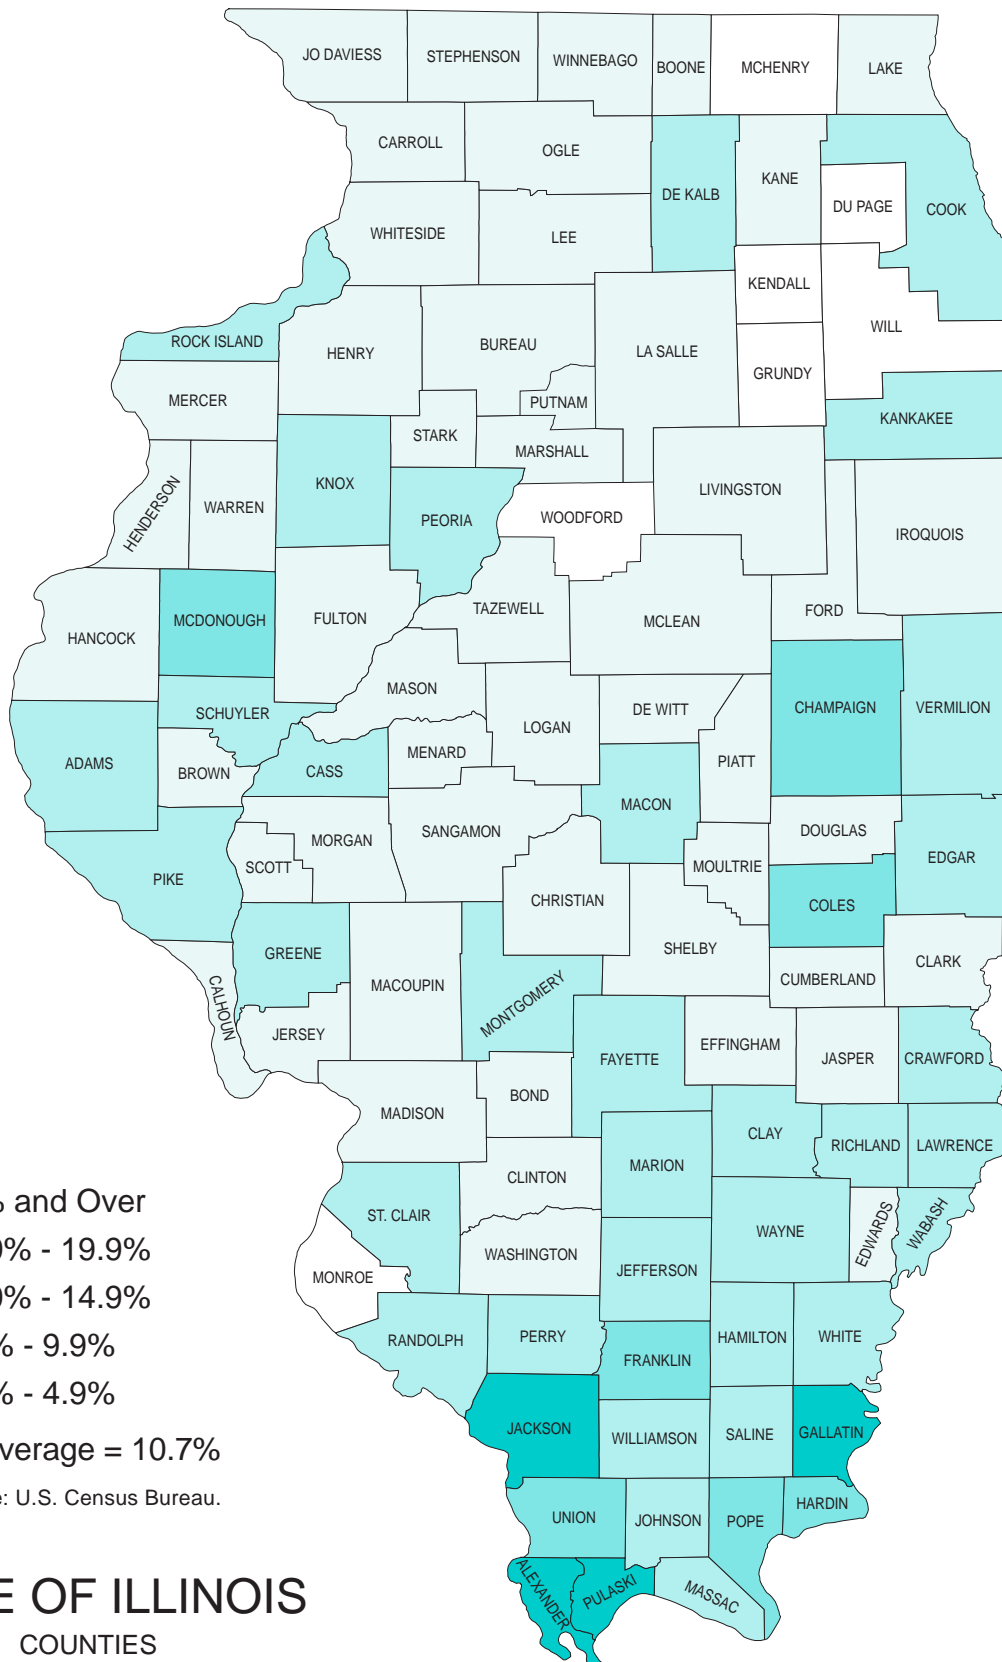 JO DAVIESS
STEPHENSON
WINNEBAGO
BOONE
MCHENRY
LAKE
CARROLL
OGLE
DE KALB
KANE
DU PAGE
COOK
WHITESIDE
LEE
KENDALL
WILL
ROCK ISLAND
HENRY
BUREAU
LA SALLE
GRUNDY
MERCER
PUTNAM
KANKAKEE
STARK
MARSHALL
KNOX
LIVINGSTON
HENDERSON
WARREN
PEORIA
WOODFORD
IROQUOIS
MCDONOUGH
FULTON
TAZEWELL
MCLEAN
FORD
HANCOCK
MASON
SCHUYLER
LOGAN
DE WITT
CHAMPAIGN
VERMILION
ADAMS
BROWN
CASS
MENARD
PIATT
MACON
SANGAMON
MORGAN
DOUGLAS
EDGAR
SCOTT
MOULTRIE
PIKE
CHRISTIAN
COLES
GREENE
SHELBY
CLARK
MACOUPIN
CUMBERLAND
CALHOUN
MONTGOMERY
JERSEY
EFFINGHAM
FAYETTE
JASPER
CRAWFORD
BOND
MADISON
CLAY
RICHLAND
LAWRENCE
MARION
CLINTON
ST. CLAIR
WAYNE
EDWARDS
WABASH
WASHINGTON
MONROE
JEFFERSON
RANDOLPH
PERRY
HAMILTON
WHITE
FRANKLIN
JACKSON
WILLIAMSON
SALINE
GALLATIN
UNION
JOHNSON
POPE
HARDIN
ALEXANDER
PULASKI
MASSAC
% and Over
0% - 19.9%
0% - 14.9%
% - 9.9%
% - 4.9%
verage = 10.7%
e: U.S. Census Bureau.
E OF ILLINOIS
COUNTIES